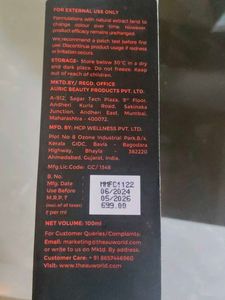 FOR EXTERNAL USE ONLY
Formulations with natural extract tend to
change colour over time. However
product efficacy remains unchanged.
We recommend a patch test before first
use. Discontinue product usage if redness
or irritation occurs.
STORAGE- Store below 30°C in a dry
and dark place. Do not freeze. Keep
out of reach of children.
MKTD.BY/ REGD. OFFICE
AURIC BEAUTY PRODUCTS PVT. LTD.
A-912, Sagar Tech Plaza, 9th Floor,
Andheri Kurla Road, Sakinaka
Junction, Andheri East, Mumbai,
Maharashtra - 400072.
MFG. BY: HCP WELLNESS PVT. LTD.
Plot No 8 Ozone Industrial Park, B/s
Kerala GIDC, Bavla - Bagodara
Highway, Bhayla - 382220
Ahmedabad, Gujarat, India.
Mfg.Lic.No: GC/ 1348
B. No. MMFC1122
Mfg. Date : 06/2024
Use Before : 05/2026
M.R.P.₹ : 699.00
(Incl. of all taxes)
₹ per ml
NET VOLUME: 100ml
For Customer Queries/Complaints:
Email: marketing@theauworld.com
or Write to us on Mktd.By Address
Customer Care : + 91 8657446960
Visit: www.theauworld.com